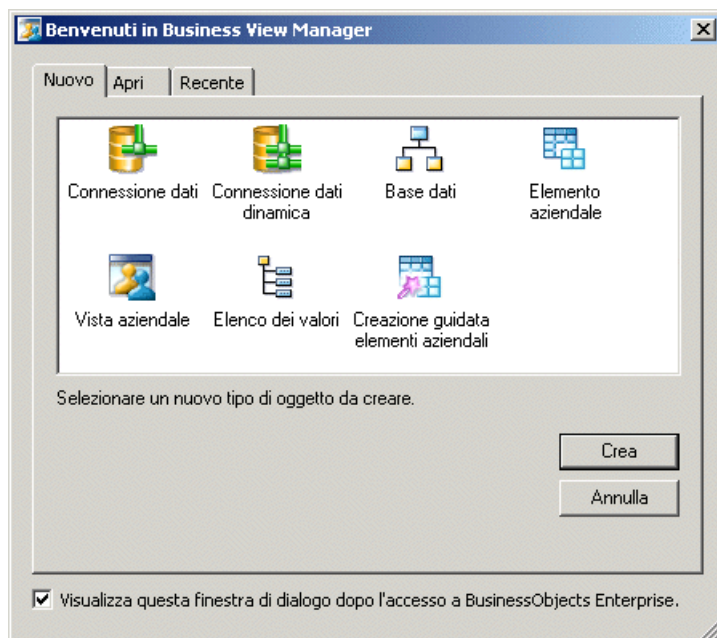 Benvenuti in Business View Manager
Nuovo
Apri
Recente
Connessione dati
Connessione dati
dinamica
Base dati
Elemento
aziendale
Vista aziendale
Elenco dei valori
Creazione guidata
elementi aziendali
Selezionare un nuovo tipo di oggetto da creare.
Crea
Annulla
Visualizza questa finestra di dialogo dopo l'accesso a BusinessObjects Enterprise.